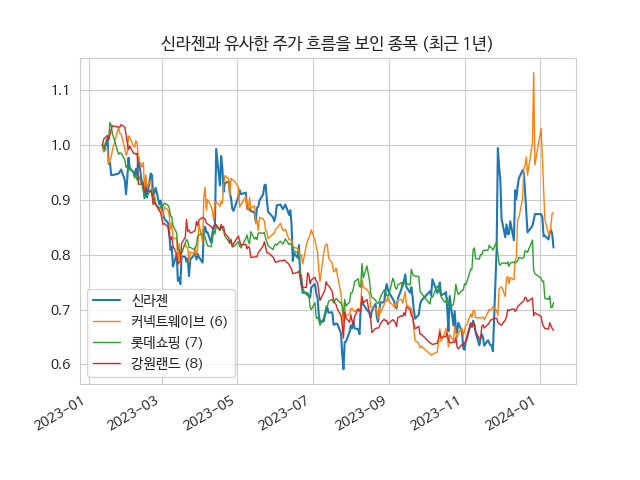 신라젠과 유사한 주가 흐름을 보인 종목 (최근 1년)
1.1
1.0
0.9
0.8
0.7
0.6
신라젠
커넥트웨이브 (6)
롯데쇼핑 (7)
강원랜드 (8)
2023-01
2023-03
2023-05
2023-07
2023-09
2023-11
2024-01